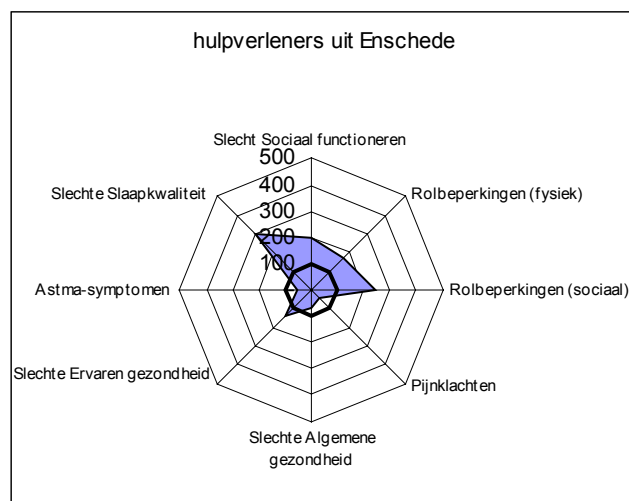 hulpverleners uit Enschede
Slecht Sociaal functioneren
500
400
300
200
100
Slechte Slaapkwaliteit
Rolbeperkingen (fysiek)
Astma-symptomen
Rolbeperkingen (sociaal)
Slechte Ervaren gezondheid
Pijnklachten
Slechte Algemene
gezondheid